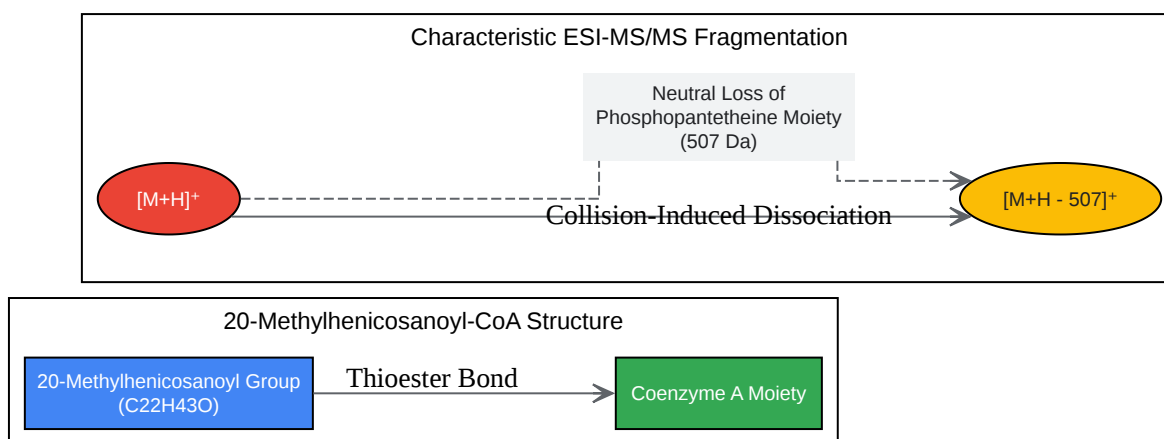 Characteristic ESI-MS/MS Fragmentation
Neutral Loss of
Phosphopantetheine Moiety
(507 Da)
[M+H]⁺
[M+H - 507]⁺
Collision-Induced Dissociation
20-Methylhenicosanoyl-CoA Structure
20-Methylhenicosanoyl Group
(C22H43O)
Thioester Bond
Coenzyme A Moiety